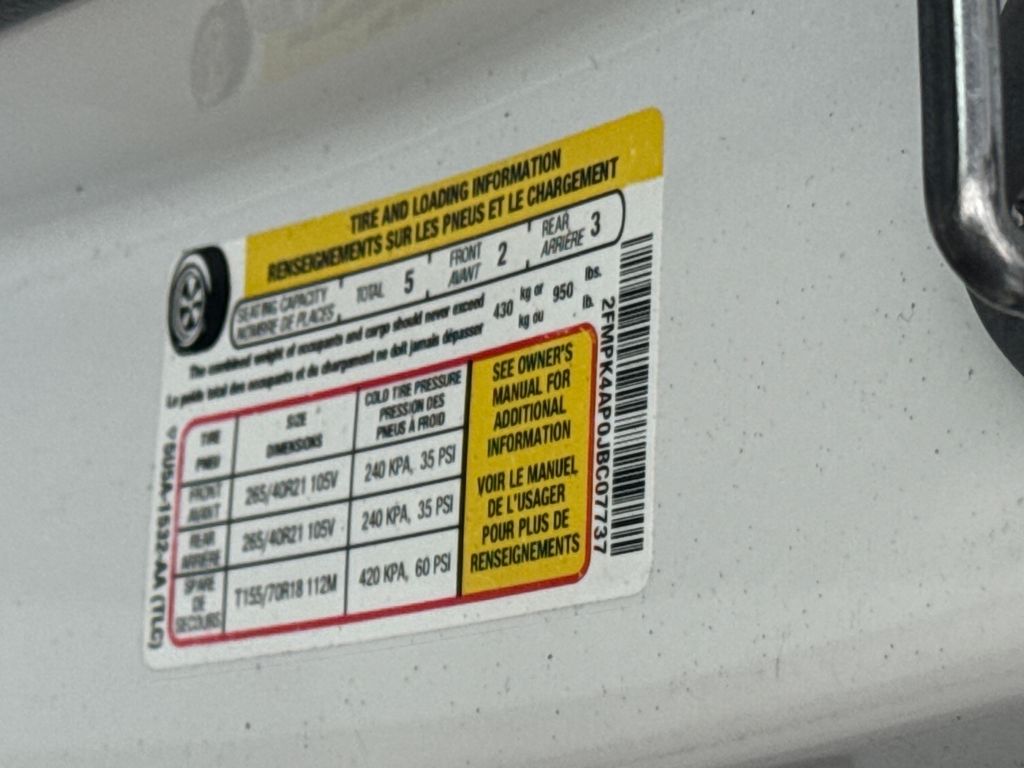 TIRE AND LOADING INFORMATION
RENSEIGNEMENTS SUR LES PNEUS ET LE CHARGEMENT
SEATING CAPACITY TOTAL 5 FRONT 2 REAR 3
NOMBRE DE PLACES AVANT ARRIÈRE
The combined weight of occupants and cargo should never exceed 430 kg or 950 lbs.
Le poids total des occupants et du chargement ne doit jamais dépasser kg ou lb.
TIRE SIZE COLD TIRE PRESSURE
PNEU DIMENSIONS PRESSION DES
PNEUS À FROID
FRONT 265/40R21 105V 240 KPA, 35 PSI
AVANT
REAR 265/40R21 105V 240 KPA, 35 PSI
ARRIÈRE
SPARE T155/70R18 112M 420 KPA, 60 PSI
DE
SECOURS
SEE OWNER'S
MANUAL FOR
ADDITIONAL
INFORMATION
VOIR LE MANUEL
DE L'USAGER
POUR PLUS DE
RENSEIGNEMENTS
2FMPK4AP0JBC07737